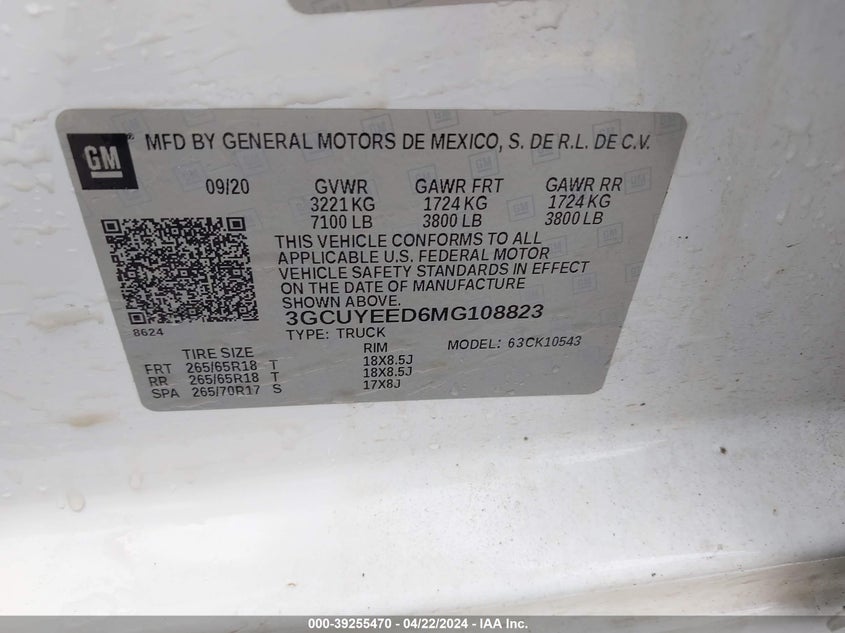 GM
MFD BY GENERAL MOTORS DE MEXICO, S. DE R.L. DE C.V.
09/20 GVWR GAWR FRT GAWR RR
3221 KG 1724 KG 1724 KG
7100 LB 3800 LB 3800 LB
THIS VEHICLE CONFORMS TO ALL
APPLICABLE U.S. FEDERAL MOTOR
VEHICLE SAFETY STANDARDS IN EFFECT
ON THE DATE OF MANUFACTURE
SHOWN ABOVE.
8624 3GCUYEED6MG108823
TYPE: TRUCK
TIRE SIZE RIM MODEL: 63CK10543
FRT 265/65R18 T 18X8.5J
RR 265/65R18 T 18X8.5J
SPA 265/70R17 S 17X8J
000-39255470 - 04/22/2024 - IAA Inc.